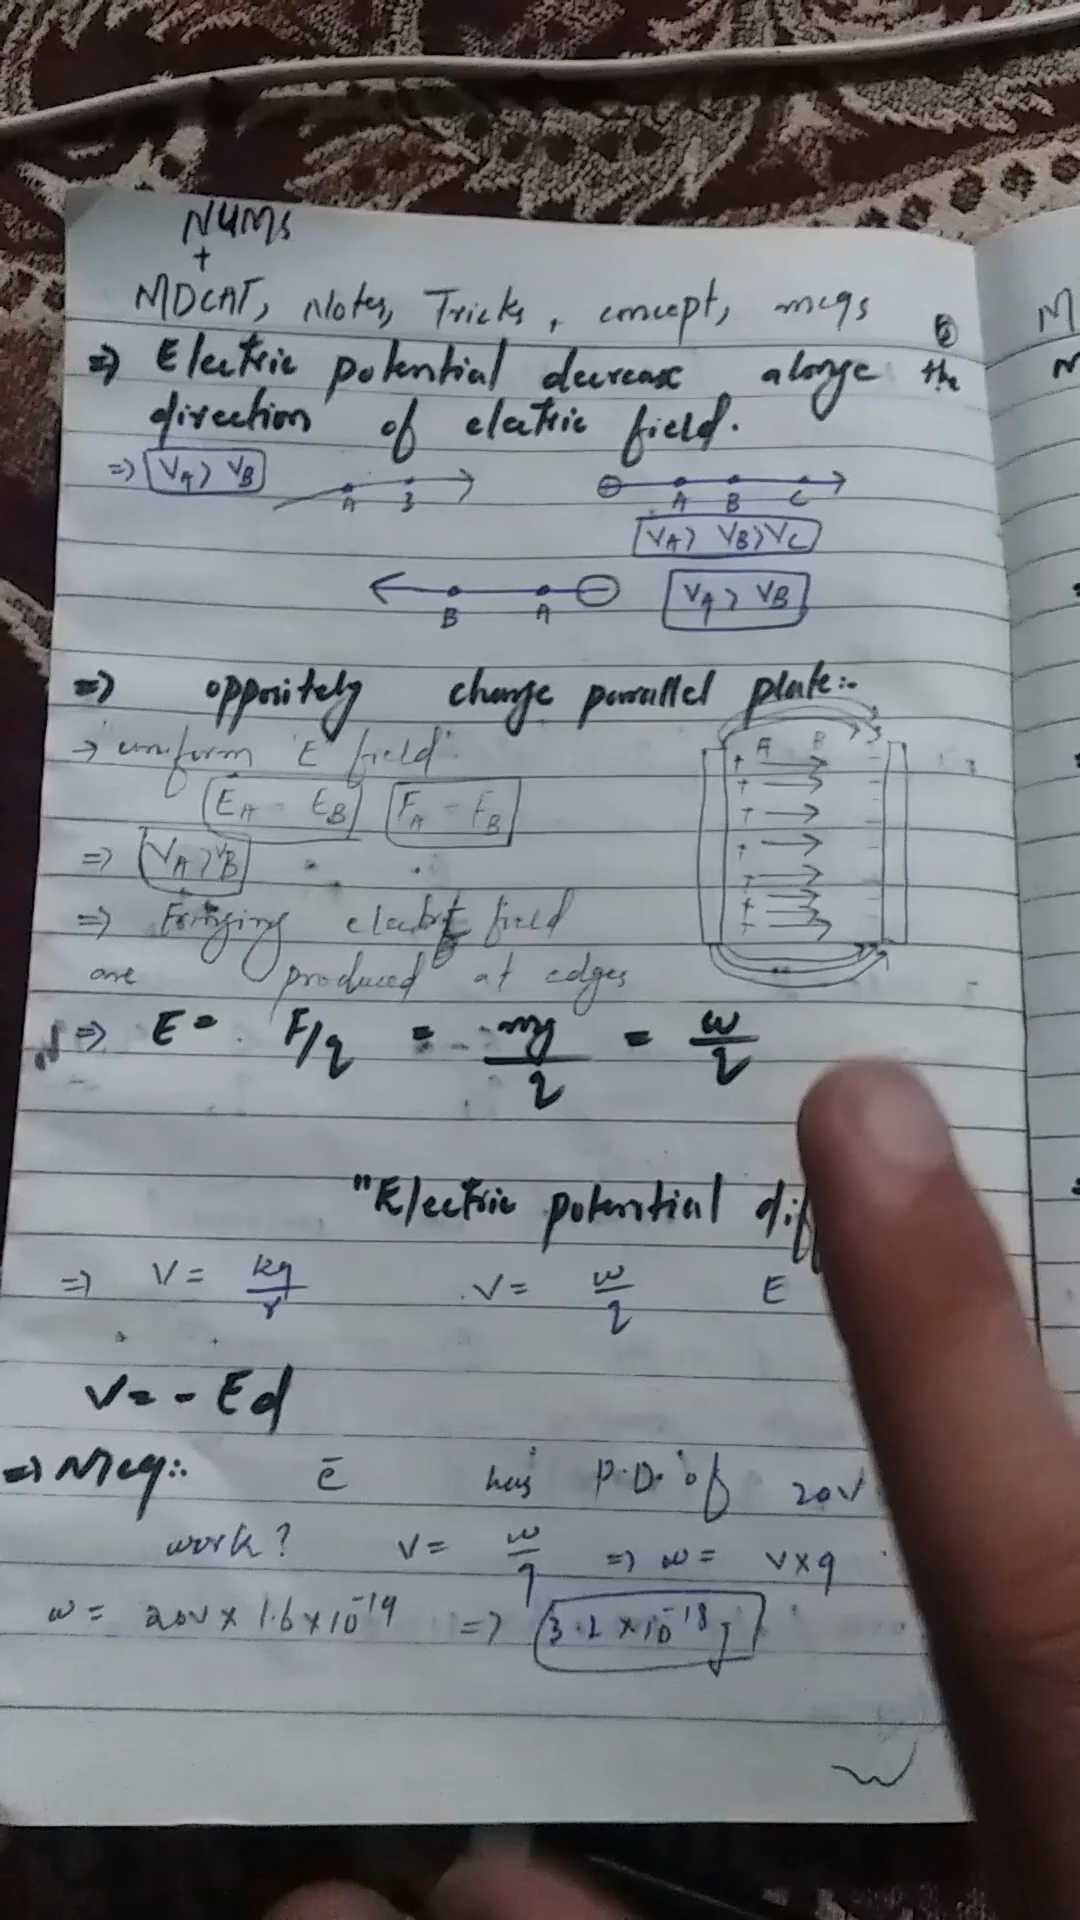 NUMS
+
MDCAT, Notes, Tricks, concept, mcqs
5
=> Electric potential decrease alonge the
direction of electric field.
=> VA > VB
A B
A B C
VA > VB > VC
B A
VA > VB
=> oppositely charge parallel plate:-
→ uniform E field
EA = EB FA = FB
A B
=> VA > VB
=> Fringing electric field
are produced at edges
=> E = F/q = mg/q = w/q
"Electric potential dif
=> V = kq/r V = w/q E
V = - Ed
=> Mcq:- ē has P.D. of 20V
work? V = w/q => w = V×q
w = 20V × 1.6 × 10⁻¹⁹ => 3.2 × 10⁻¹⁸ J